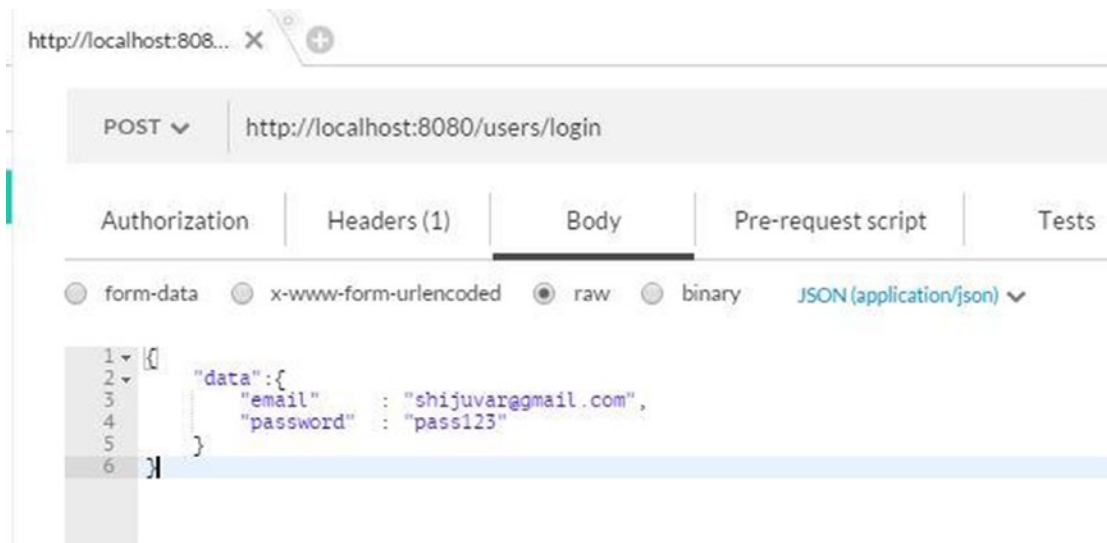 http://localhost:808...
POST http://localhost:8080/users/login
Authorization Headers (1) Body Pre-request script Tests
form-data x-www-form-urlencoded raw binary JSON (application/json)
1 {
2 "data":{
3 "email" : "shijuvar@gmail.com",
4 "password" : "pass123"
5 }
6 }